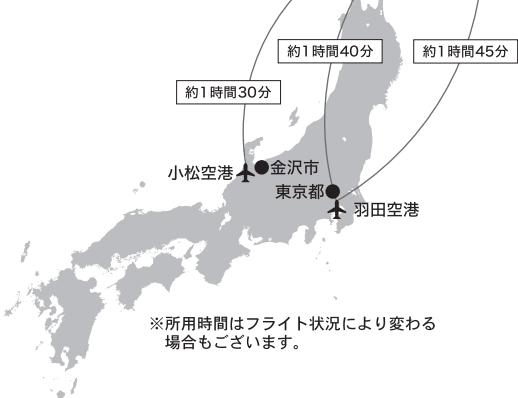 約1時間40分
約1時間45分
約1時間30分
小松空港
金沢市
東京都
羽田空港
※所用時間はフライト状況により変わる
場合もございます。